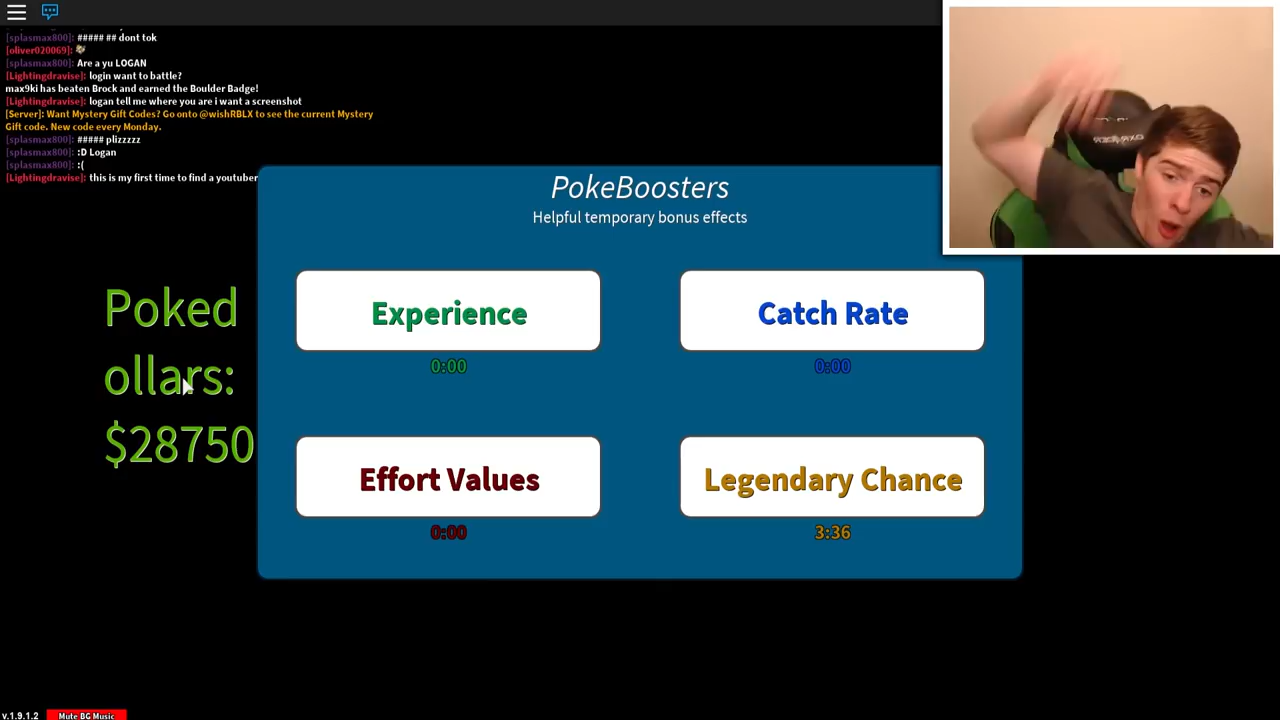 [splasmax800]: ##### ## dont tok
[oliver020069]:
[splasmax800]: Are a yu LOGAN
[Lightingdravise]: login want to battle?
max9ki has beaten Brock and earned the Boulder Badge!
[Lightingdravise]: logan tell me where you are i want a screenshot
[Server]: Want Mystery Gift Codes? Go onto @wishRBLX to see the current Mystery
Gift code. New code every Monday.
[splasmax800]: ##### plizzzzz
[splasmax800]: :D Logan
[splasmax800]: :(
[Lightingdravise]: this is my first time to find a youtuber
PokeBoosters
Helpful temporary bonus effects
Experience
Catch Rate
0:00
0:00
Effort Values
Legendary Chance
0:00
3:36
Poked
ollars:
$28750
v.1.9.1.2
Mute BG Music